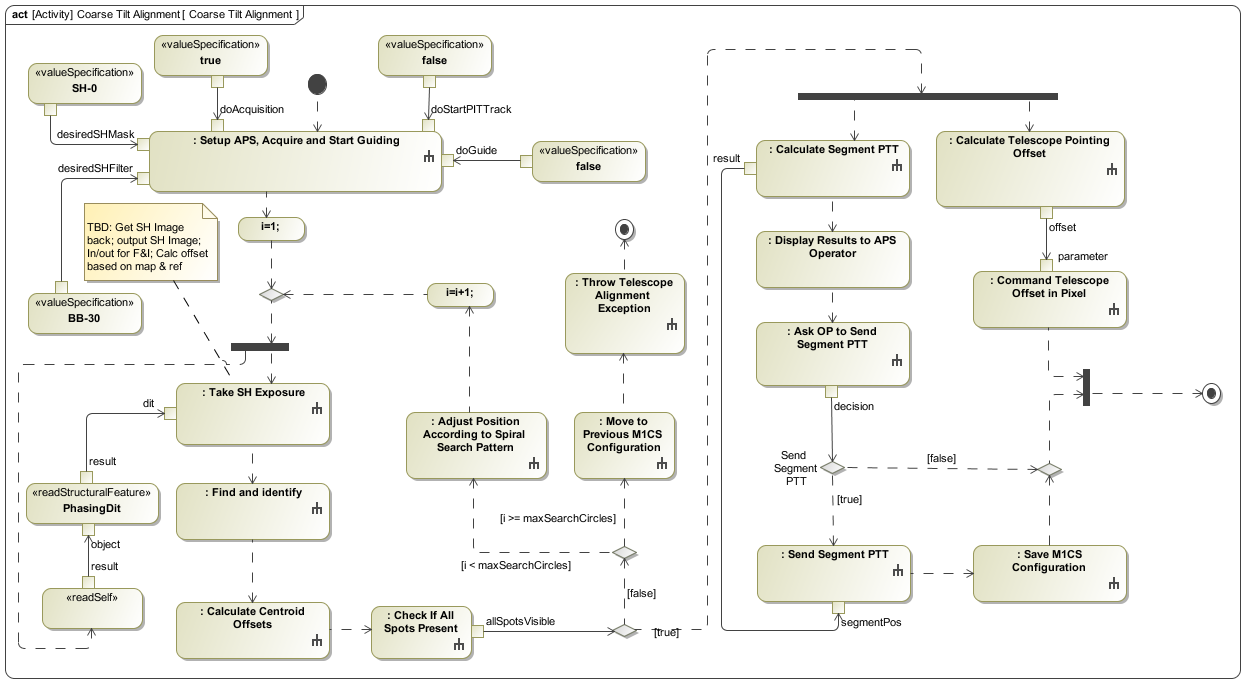 act [Activity] Coarse Tilt Alignment [ Coarse Tilt Alignment ]
«valueSpecification»
true
«valueSpecification»
false
«valueSpecification»
SH-0
doAcquisition
doStartPITTrack
desiredSHMask
: Setup APS, Acquire and Start Guiding
doGuide
«valueSpecification»
false
desiredSHFilter
TBD: Get SH Image
back; output SH Image;
In/out for F&I; Calc offset
based on map & ref
i=1;
«valueSpecification»
BB-30
i=i+1;
: Throw Telescope
Alignment
Exception
: Take SH Exposure
dit
result
«readStructuralFeature»
PhasingDit
object
result
«readSelf»
: Find and identify
: Calculate Centroid
Offsets
: Check If All
Spots Present
allSpotsVisible
: Adjust Position
According to Spiral
Search Pattern
: Move to
Previous M1CS
Configuration
[i >= maxSearchCircles]
[i < maxSearchCircles]
[false]
[true]
result
: Calculate Segment PTT
: Calculate Telescope Pointing
Offset
: Display Results to APS
Operator
offset
parameter
: Command Telescope
Offset in Pixel
: Ask OP to Send
Segment PTT
decision
Send
Segment
PTT
[false]
[true]
: Send Segment PTT
: Save M1CS
Configuration
segmentPos